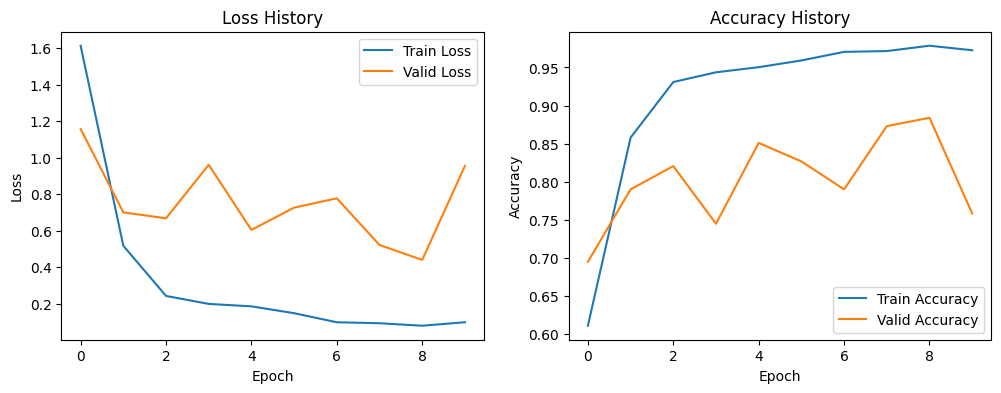 Loss History
Train Loss
Valid Loss
1.6
1.4
1.2
1.0
0.8
0.6
0.4
0.2
Loss
0 2 4 6 8
Epoch
Accuracy History
0.95
0.90
0.85
0.80
0.75
0.70
0.65
0.60
Accuracy
Train Accuracy
Valid Accuracy
0 2 4 6 8
Epoch